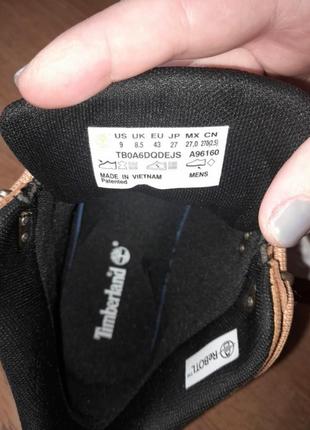 US UK EU JP MX CN
9 8.5 43 27 27,0 270(2.5)
TB0A6DQDEJS A96160
MADE IN VIETNAM
Patented
MENS
Timberland
ReBOTL™